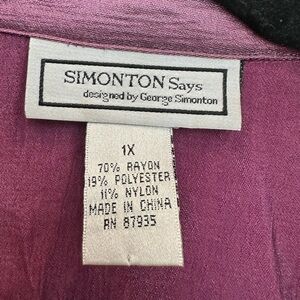 SIMONTON Says
designed by George Simonton
1X
70% RAYON
19% POLYESTER
11% NYLON
MADE IN CHINA
RN 87935